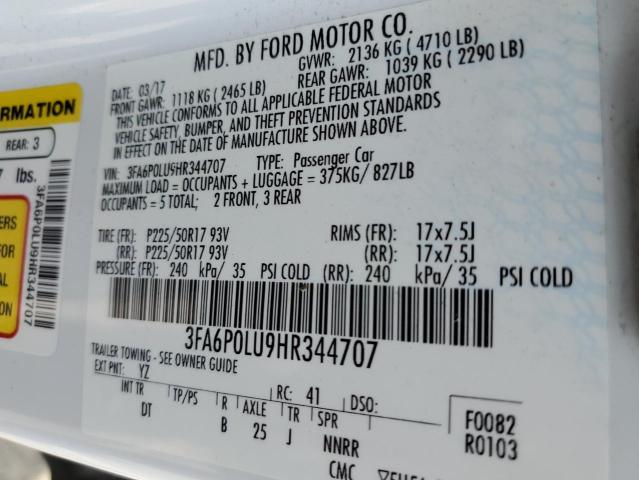 MFD. BY FORD MOTOR CO.
DATE: 03/17 GVWR: 2136 KG ( 4710 LB)
FRONT GAWR: 1118 KG ( 2465 LB) REAR GAWR: 1039 KG ( 2290 LB)
THIS VEHICLE CONFORMS TO ALL APPLICABLE FEDERAL MOTOR
VEHICLE SAFETY, BUMPER, AND THEFT PREVENTION STANDARDS
IN EFFECT ON THE DATE OF MANUFACTURE SHOWN ABOVE.
VIN: 3FA6P0LU9HR344707 TYPE: Passenger Car
MAXIMUM LOAD = OCCUPANTS + LUGGAGE = 375KG/ 827LB
OCCUPANTS = 5 TOTAL; 2 FRONT, 3 REAR
TIRE (FR): P225/50R17 93V RIMS (FR): 17x7.5J
(RR): P225/50R17 93V (RR): 17x7.5J
PRESSURE (FR): 240 kPa/ 35 PSI COLD (RR): 240 kPa/ 35 PSI COLD
3FA6P0LU9HR344707
TRAILER TOWING - SEE OWNER GUIDE
EXT PNT: YZ RC: 41 DSO:
INT TR TP/PS R AXLE TR SPR F0082
DT B 25 J NNRR R0103
CMC
ORMATION
REAR: 3
lbs.
3FA6P0LU9HR344707